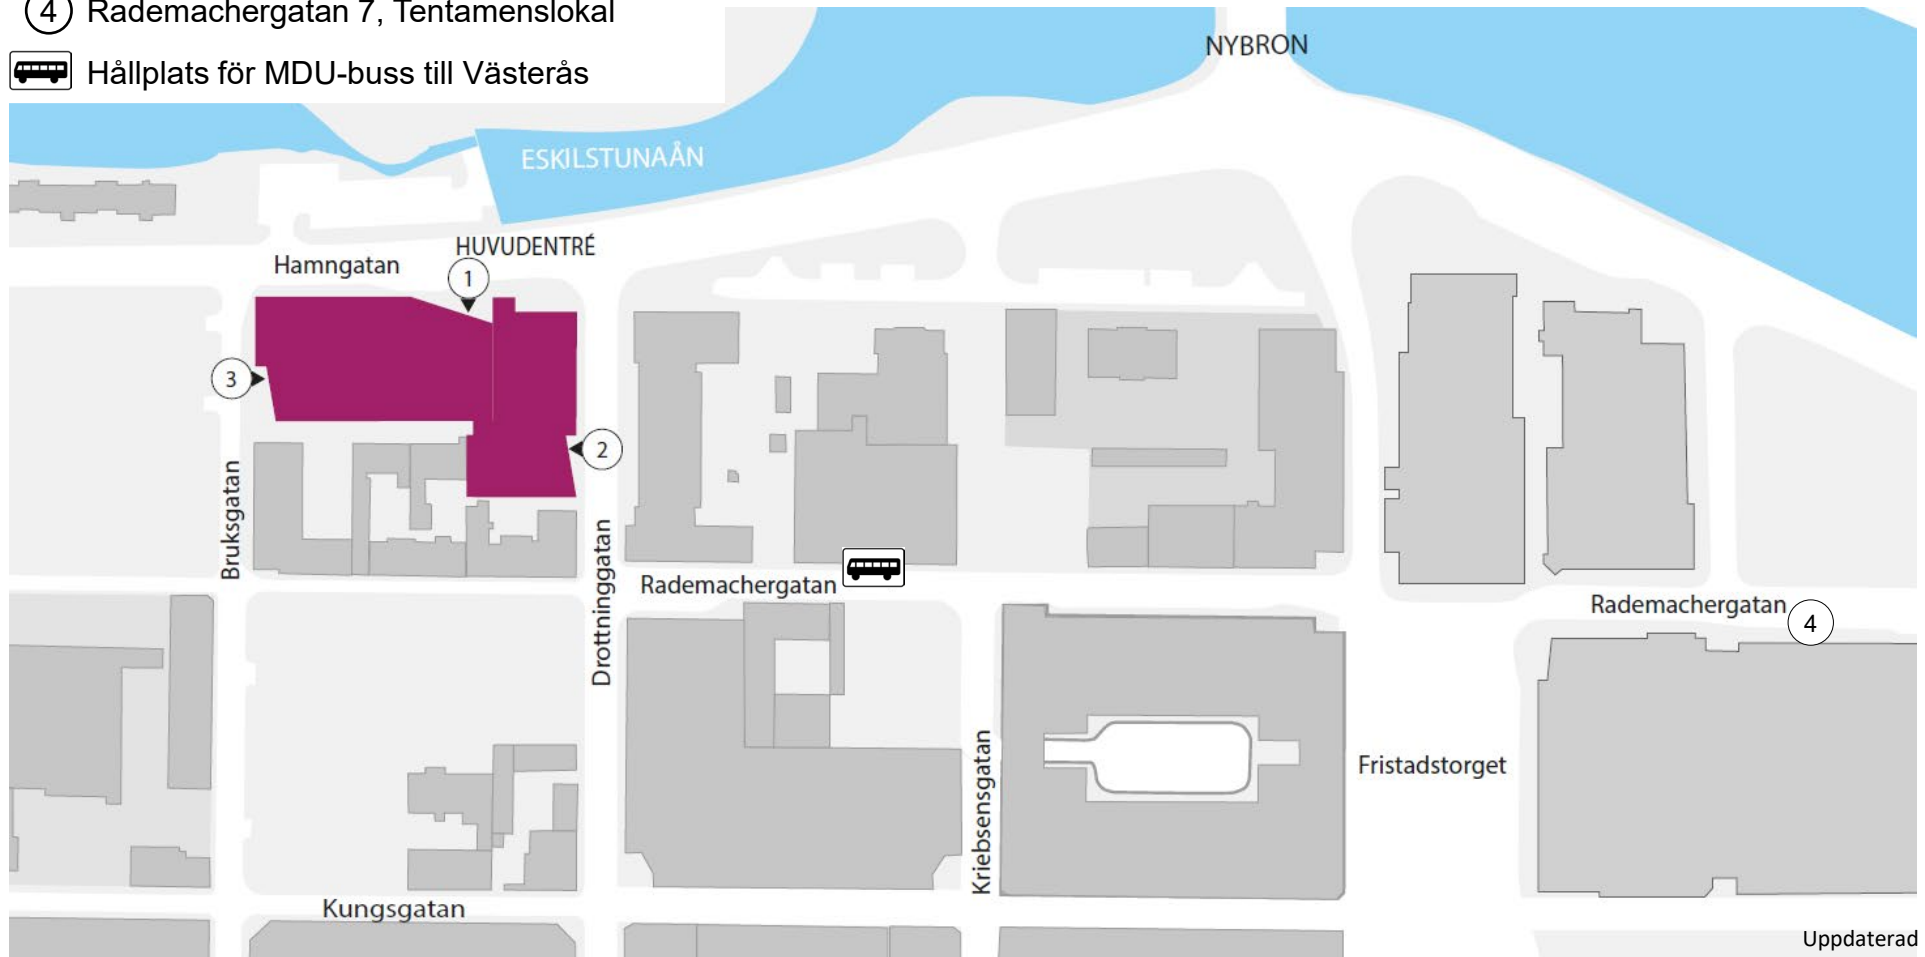 4 Rademachergatan 7, Tentamenslokal
Hållplats för MDU-buss till Västerås
NYBRON
ESKILSTUNAÅN
HUVUDENTRÉ
Hamngatan
1
3
2
Bruksgatan
Drottninggatan
Rademachergatan
Rademachergatan
4
Kriebsensgatan
Fristadstorget
Kungsgatan
Uppdaterad